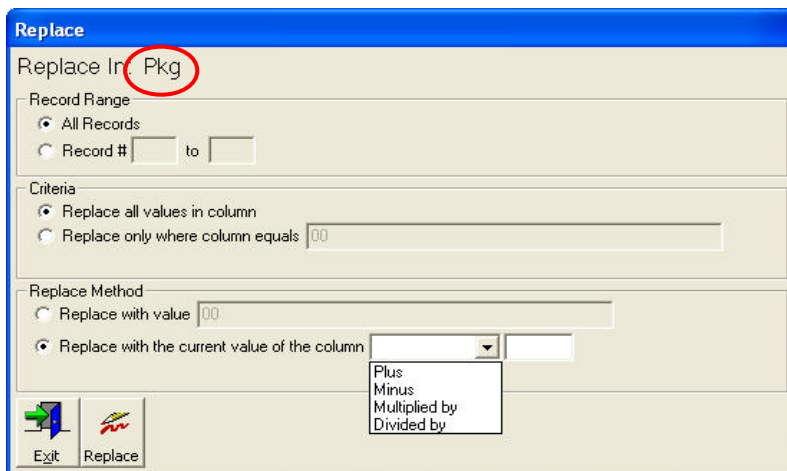 Replace
Replace In: Pkg
Record Range
All Records
Record # to
Criteria
Replace all values in column
Replace only where column equals 00
Replace Method
Replace with value 00
Replace with the current value of the column
Plus
Minus
Multiplied by
Divided by
Exit Replace